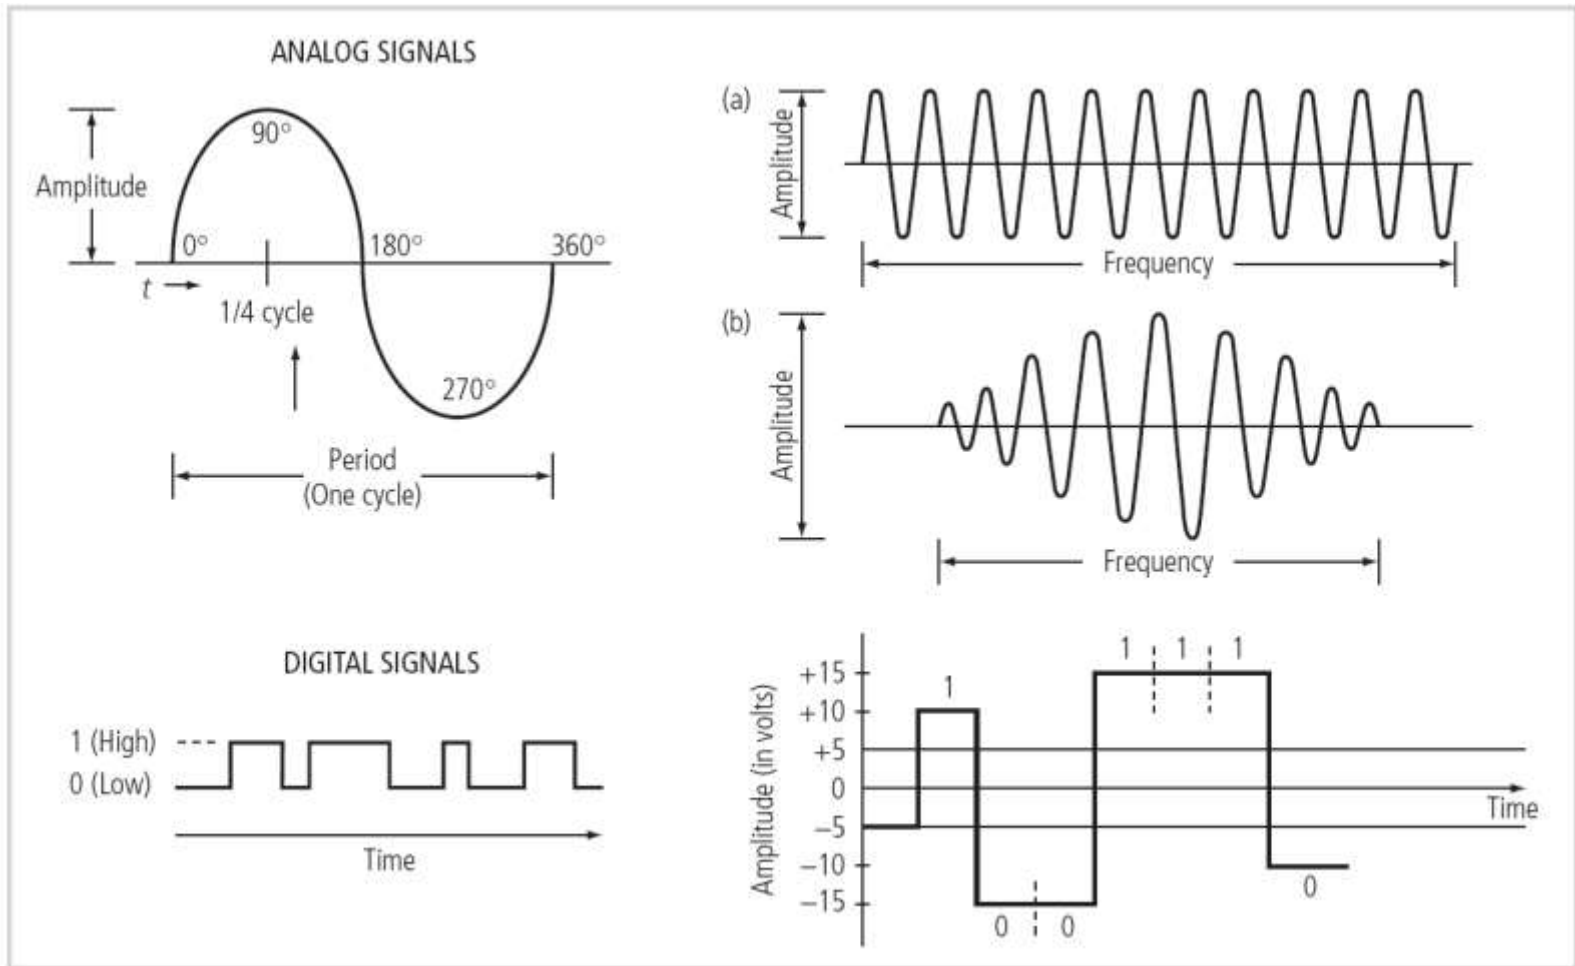 ANALOG SIGNALS
Amplitude
90°
0°
180°
360°
t
1/4 cycle
270°
Period
(One cycle)
(a)
Amplitude
Frequency
(b)
Amplitude
Frequency
DIGITAL SIGNALS
1 (High)
0 (Low)
Time
Amplitude (in volts)
+15
+10
+5
0
−5
−10
−15
1
0 0
1 1 1
0
Time